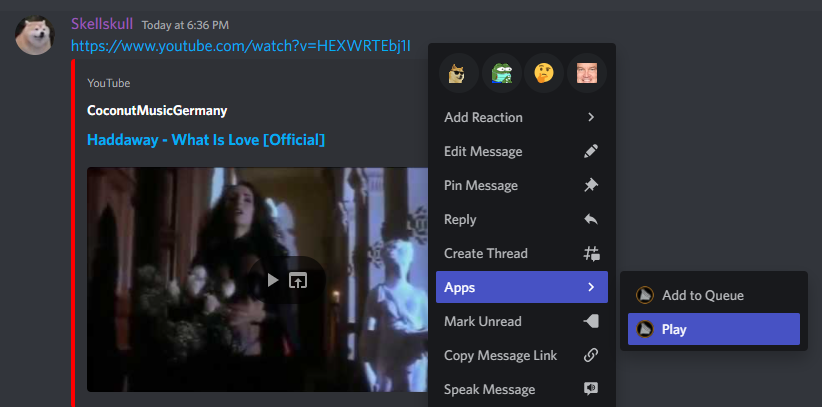 Skellskull Today at 6:36 PM
https://www.youtube.com/watch?v=HEXWRTEbj1I
YouTube
CoconutMusicGermany
Haddaway - What Is Love [Official]
Add Reaction
Edit Message
Pin Message
Reply
Create Thread
Apps
Mark Unread
Copy Message Link
Speak Message
Add to Queue
Play